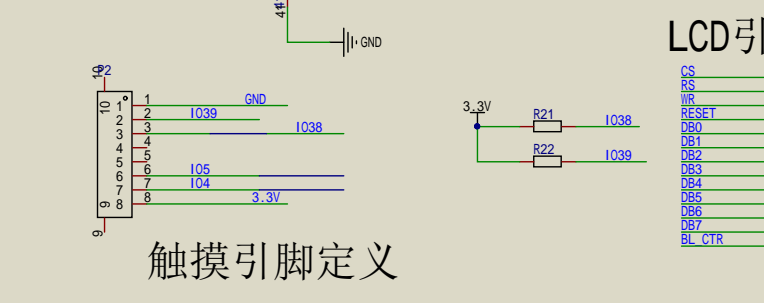 41
GND
LCD引
10
P2
1
GND
1
2
IO39
2
3
IO38
3
4
4
5
5
6
IO5
6
7
IO4
7
8
3.3V
8
10
9
9
触摸引脚定义
3.3V
R21
IO38
R22
IO39
CS
RS
WR
RESET
DB0
DB1
DB2
DB3
DB4
DB5
DB6
DB7
BL_CTR